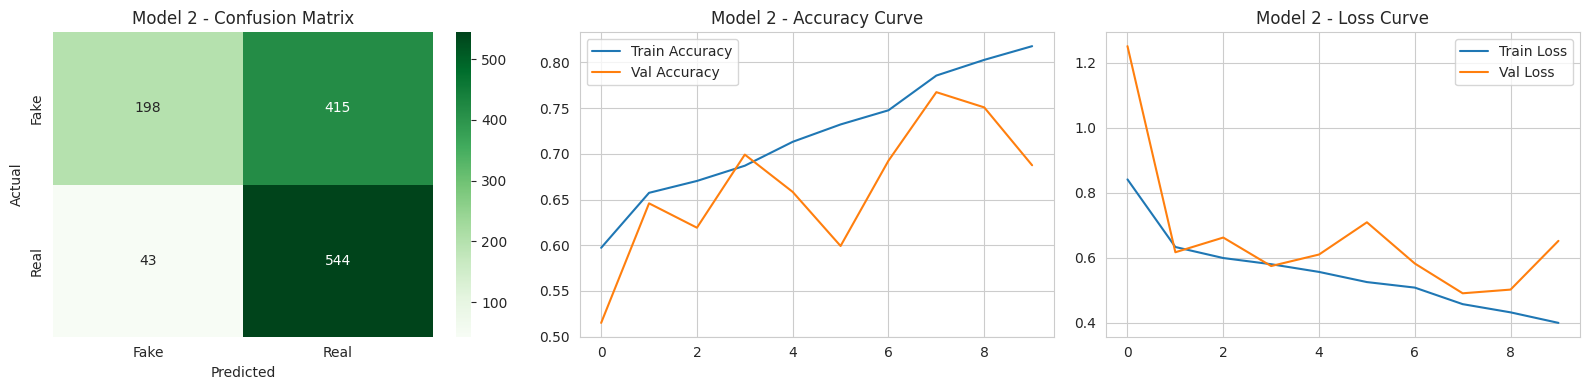 Model 2 - Confusion Matrix
Actual
Fake
Real
198
415
43
544
Fake
Real
Predicted
500
400
300
200
100
Model 2 - Accuracy Curve
Train Accuracy
Val Accuracy
0.80
0.75
0.70
0.65
0.60
0.55
0.50
0
2
4
6
8
Model 2 - Loss Curve
Train Loss
Val Loss
1.2
1.0
0.8
0.6
0.4
0
2
4
6
8